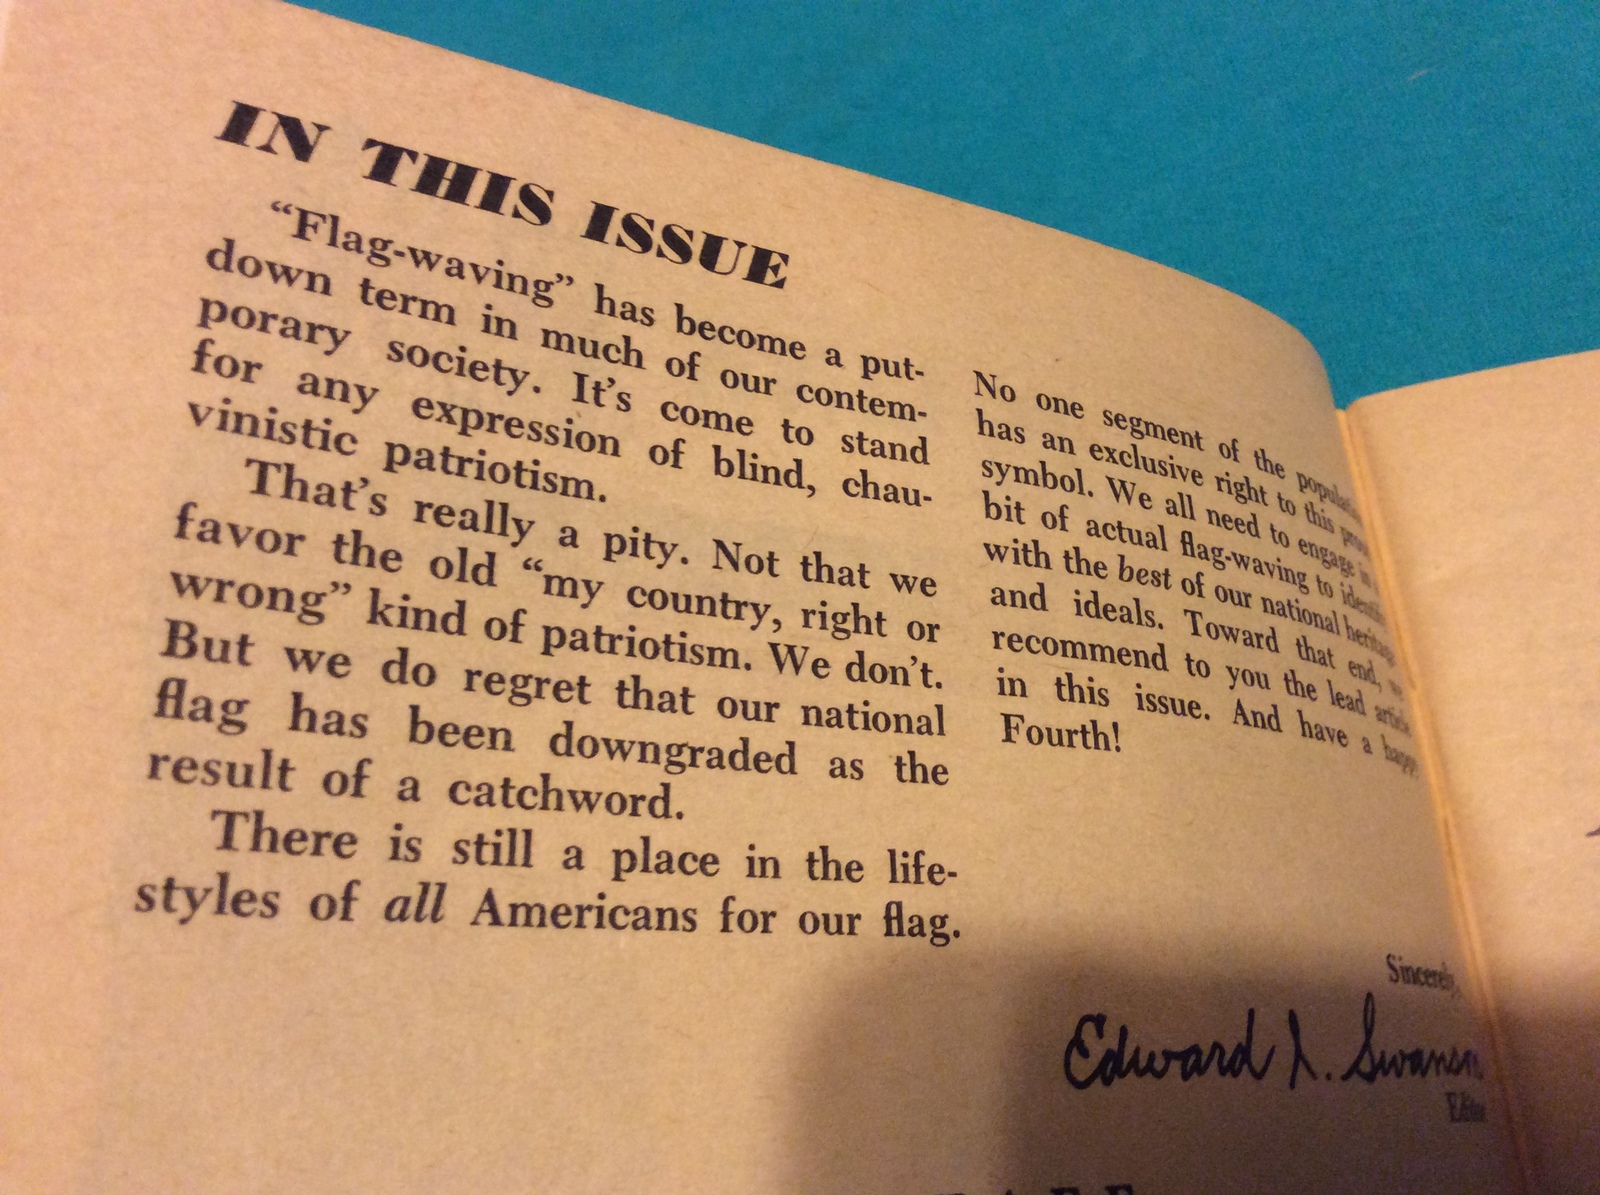 IN THIS ISSUE
“Flag-waving” has become a put-
down term in much of our contem-
porary society. It’s come to stand
for any expression of blind, chau-
vinistic patriotism.
That’s really a pity. Not that we
favor the old “my country, right or
wrong” kind of patriotism. We don’t.
But we do regret that our national
flag has been downgraded as the
result of a catchword.
There is still a place in the life-
styles of all Americans for our flag.
No one segment of the
has an exclusive right to this
symbol. We all need to engage in
bit of actual flag-waving to
with the best of our national heritage
and ideals. Toward that end, we
recommend to you the lead article
in this issue. And have a happy
Fourth!
Sincerely,
Edward L. Swanson